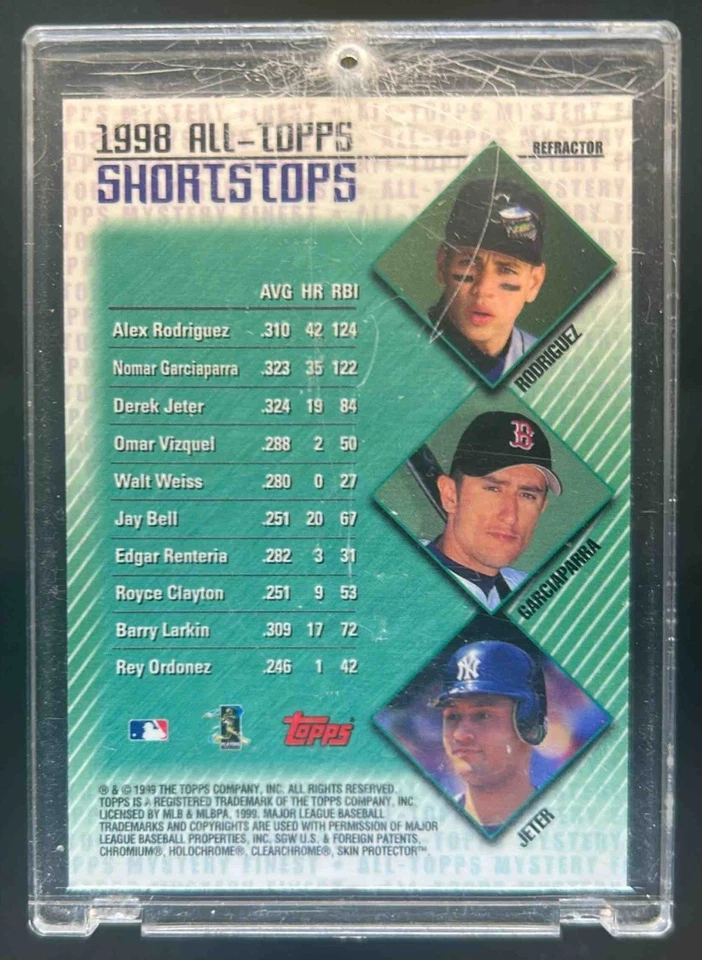 1998 ALL-TOPPS
REFRACTOR
SHORTSTOPS
AVG HR RBI
Alex Rodriguez .310 42 124
Nomar Garciaparra .323 35 122
Derek Jeter .324 19 84
Omar Vizquel .288 2 50
Walt Weiss .280 0 27
Jay Bell .251 20 67
Edgar Renteria .282 3 31
Royce Clayton .251 9 53
Barry Larkin .309 17 72
Rey Ordonez .246 1 42
RODRIGUEZ
B
GARCIAPARRA
NY
JETER
PLAYERS
TOPPS
® & © 1999 THE TOPPS COMPANY, INC. ALL RIGHTS RESERVED.
TOPPS IS A REGISTERED TRADEMARK OF THE TOPPS COMPANY, INC.
LICENSED BY MLB & MLBPA, 1999. MAJOR LEAGUE BASEBALL
TRADEMARKS AND COPYRIGHTS ARE USED WITH PERMISSION OF MAJOR
LEAGUE BASEBALL PROPERTIES, INC. SGW U.S. & FOREIGN PATENTS,
CHROMIUM®, HOLOCHROME®, CLEARCHROME®, SKIN PROTECTOR™